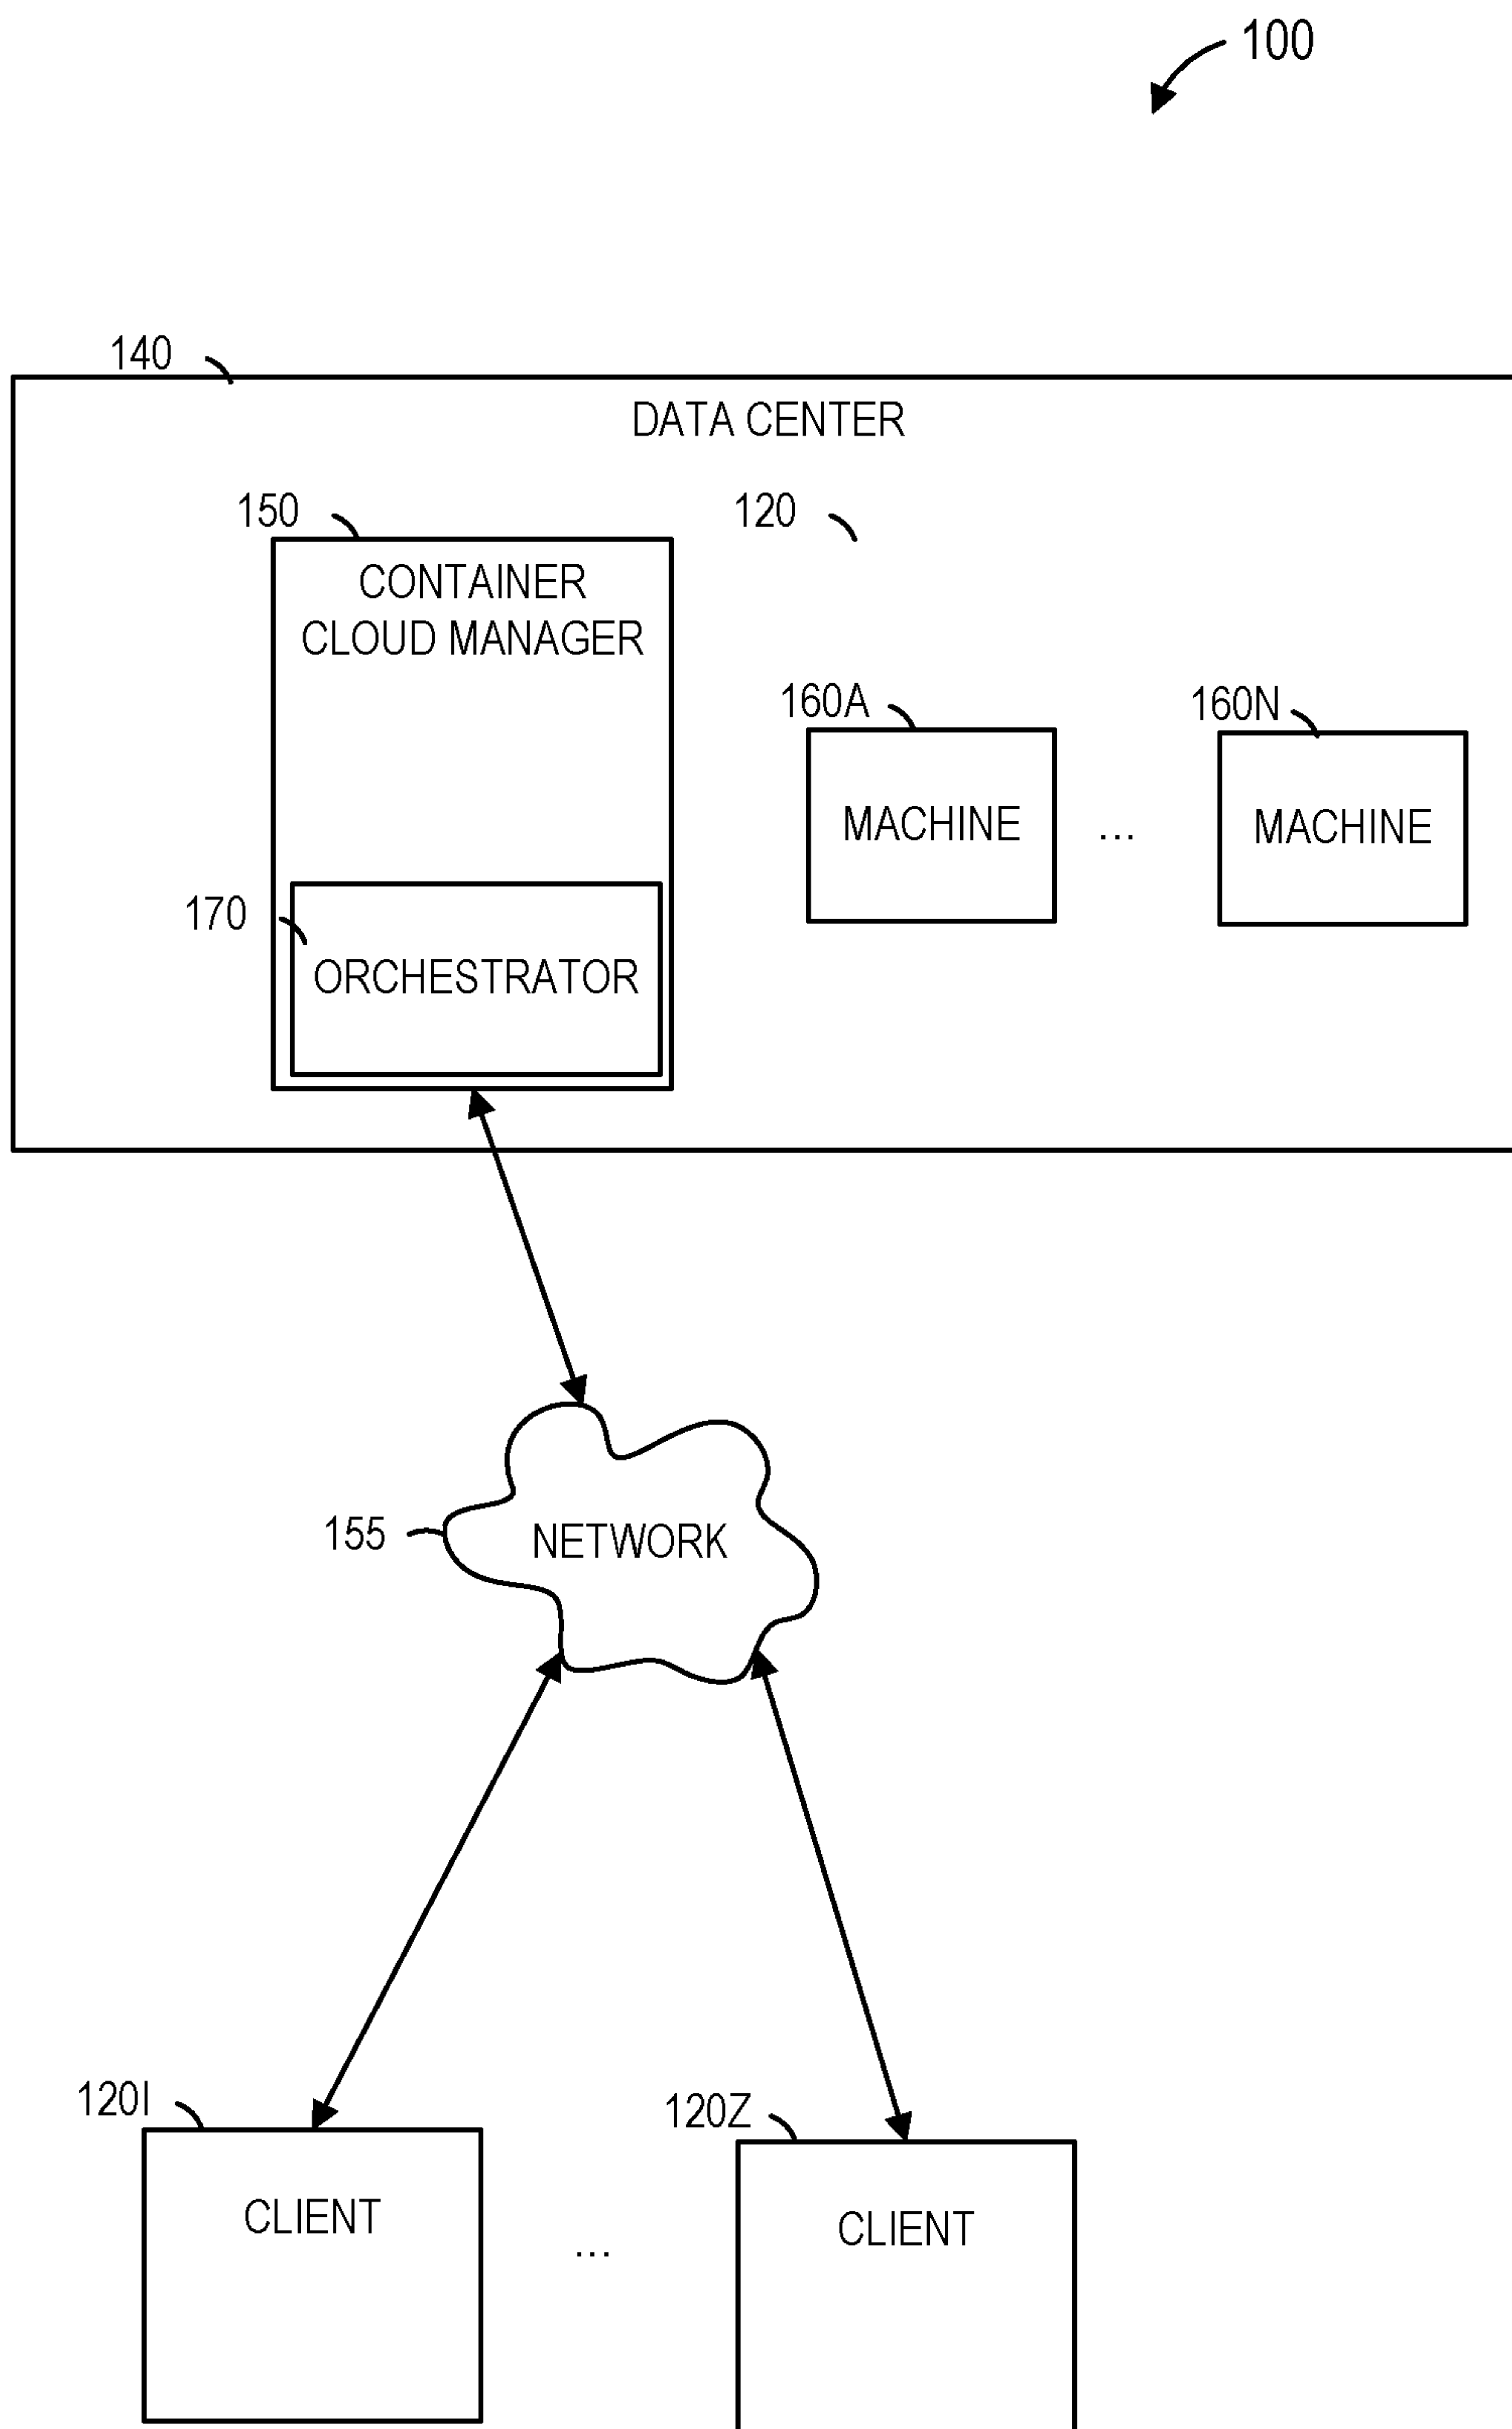 100
140
DATA CENTER
150
120
CONTAINER
CLOUD MANAGER
160A
160N
MACHINE
...
MACHINE
170
ORCHESTRATOR
155
NETWORK
120I
120Z
CLIENT
...
CLIENT